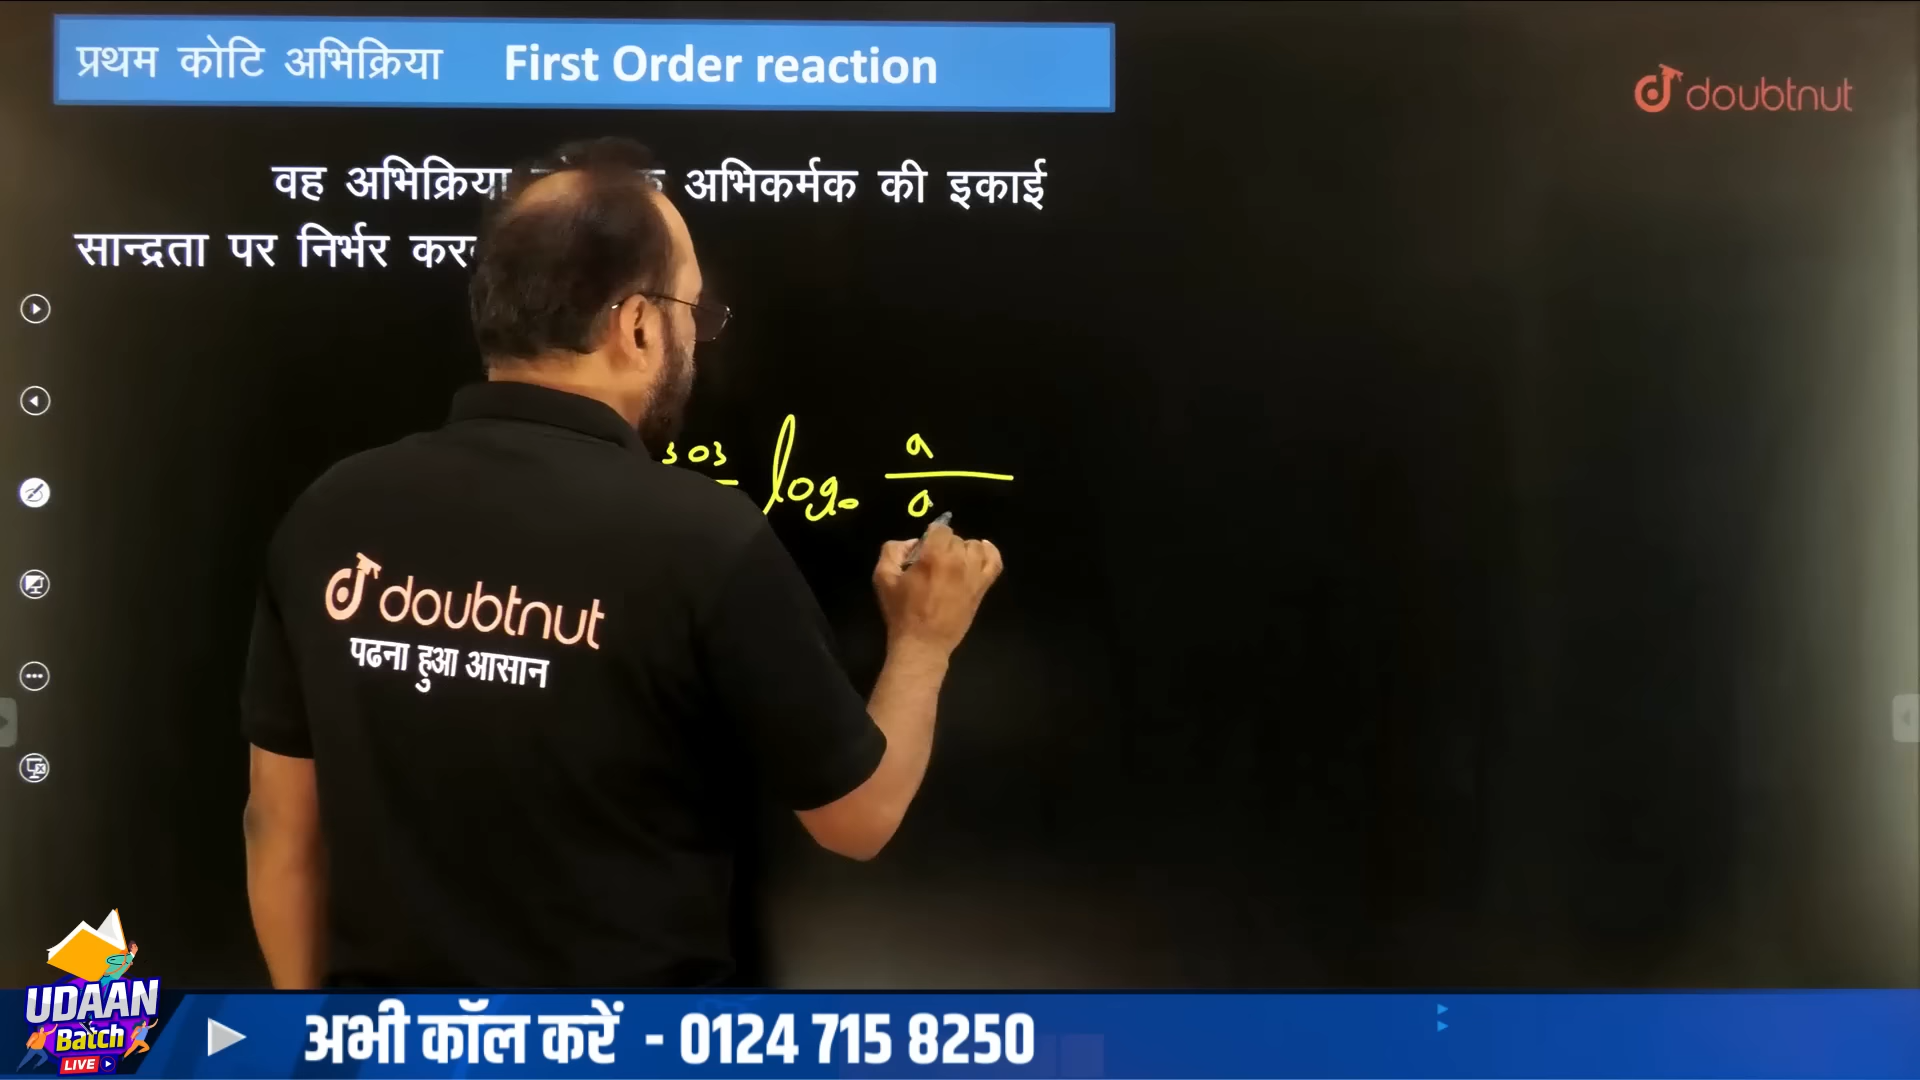 प्रथम कोटि अभिक्रिया First Order reaction
doubtnut
वह अभिक्रिया अभिकर्मक की इकाई
सान्द्रता पर निर्भर
303 log a
a
doubtnut
पढना हुआ आसान
UDAAN
Batch
LIVE
अभी कॉल करें - 0124 715 8250